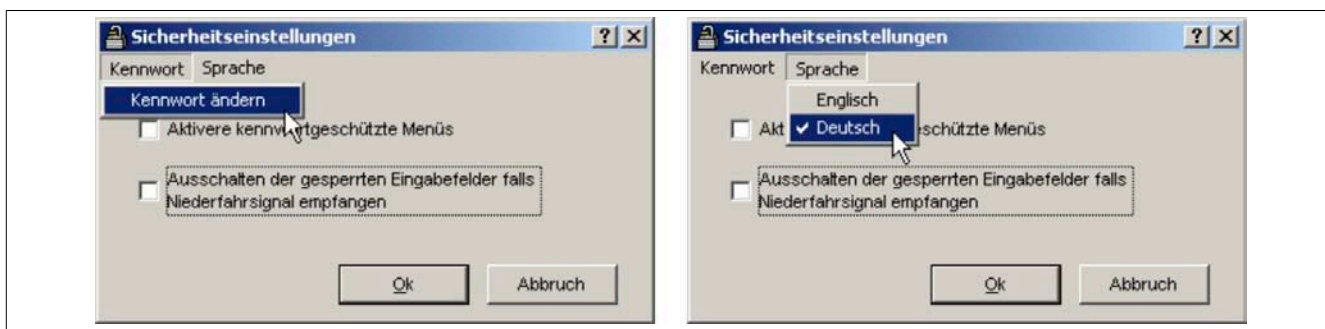 Sicherheitseinstellungen
Kennwort Sprache
Kennwort ändern
Aktivere kennwortgeschützte Menüs
Ausschalten der gesperrten Eingabefelder falls
Niederfahrsignal empfangen
Ok Abbruch
Sicherheitseinstellungen
Kennwort Sprache
Englisch
Deutsch
Akt eschützte Menüs
Ausschalten der gesperrten Eingabefelder falls
Niederfahrsignal empfangen
Ok Abbruch